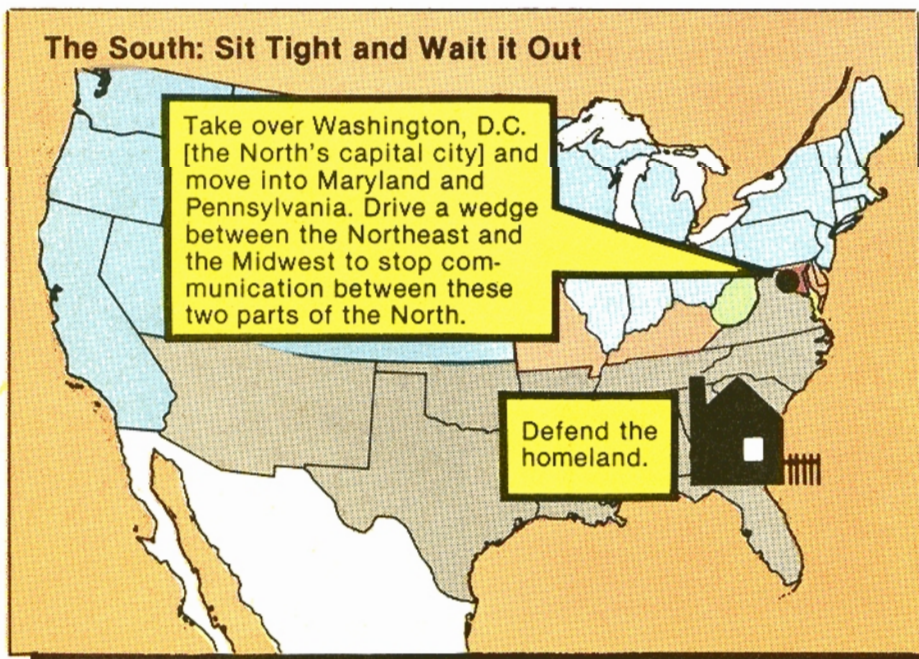 The South: Sit Tight and Wait it Out
Take over Washington, D.C.
[the North's capital city] and
move into Maryland and
Pennsylvania. Drive a wedge
between the Northeast and
the Midwest to stop com-
munication between these
two parts of the North.
Defend the
homeland.